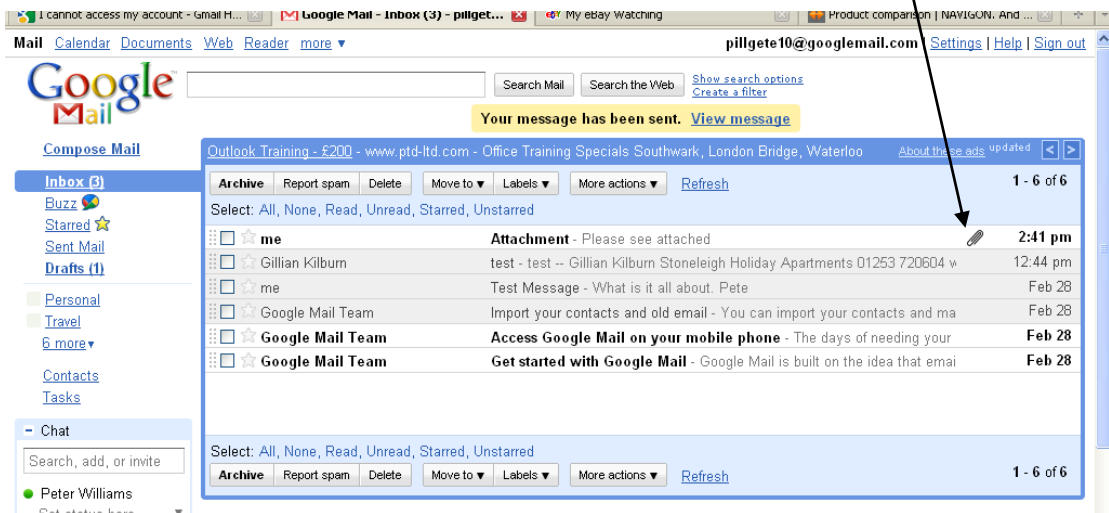 I cannot access my account - Gmail H... Google Mail - Inbox (3) - pillget... My eBay Watching Product comparison | NAVIGON. And ...
Mail Calendar Documents Web Reader more ▼ pillgete10@googlemail.com | Settings | Help | Sign out
Google Mail
Search Mail Search the Web Show search options
Create a filter
Your message has been sent. View message
Compose Mail
Outlook Training - £200 - www.ptd-ltd.com - Office Training Specials Southwark, London Bridge, Waterloo About these ads updated < >
Inbox (3)
Buzz
Starred
Sent Mail
Drafts (1)
Personal
Travel
6 more ▼
Contacts
Tasks
Archive Report spam Delete Move to ▼ Labels ▼ More actions ▼ Refresh 1 - 6 of 6
Select: All, None, Read, Unread, Starred, Unstarred
me Attachment - Please see attached 2:41 pm
Gillian Kilburn test - test -- Gillian Kilburn Stoneleigh Holiday Apartments 01253 720604 w 12:44 pm
me Test Message - What is it all about. Pete Feb 28
Google Mail Team Import your contacts and old email - You can import your contacts and ma Feb 28
Google Mail Team Access Google Mail on your mobile phone - The days of needing your Feb 28
Google Mail Team Get started with Google Mail - Google Mail is built on the idea that emai Feb 28
Select: All, None, Read, Unread, Starred, Unstarred
Archive Report spam Delete Move to ▼ Labels ▼ More actions ▼ Refresh 1 - 6 of 6
− Chat
Search, add, or invite
Peter Williams
Set status here ▼